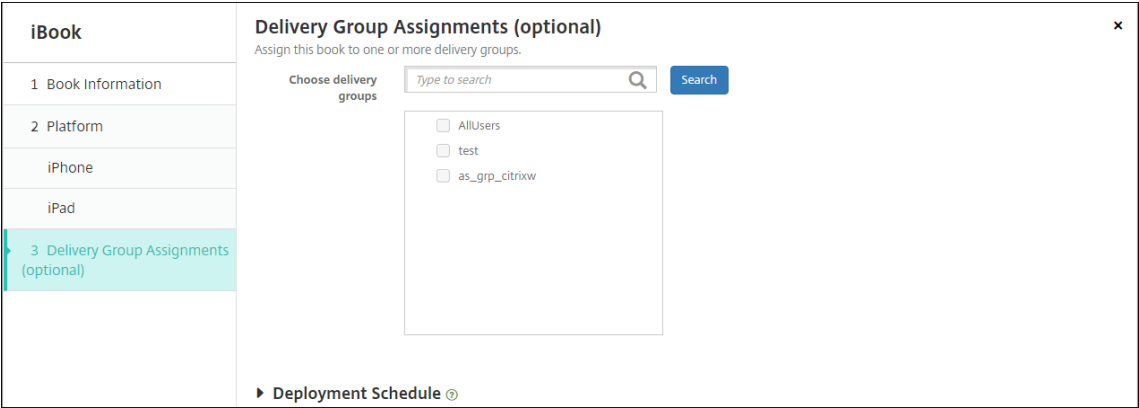 iBook
1 Book Information
2 Platform
iPhone
iPad
3 Delivery Group Assignments
(optional)
Delivery Group Assignments (optional)
Assign this book to one or more delivery groups.
Choose delivery
groups
Type to search
Search
AllUsers
test
as_grp_citrixw
Deployment Schedule